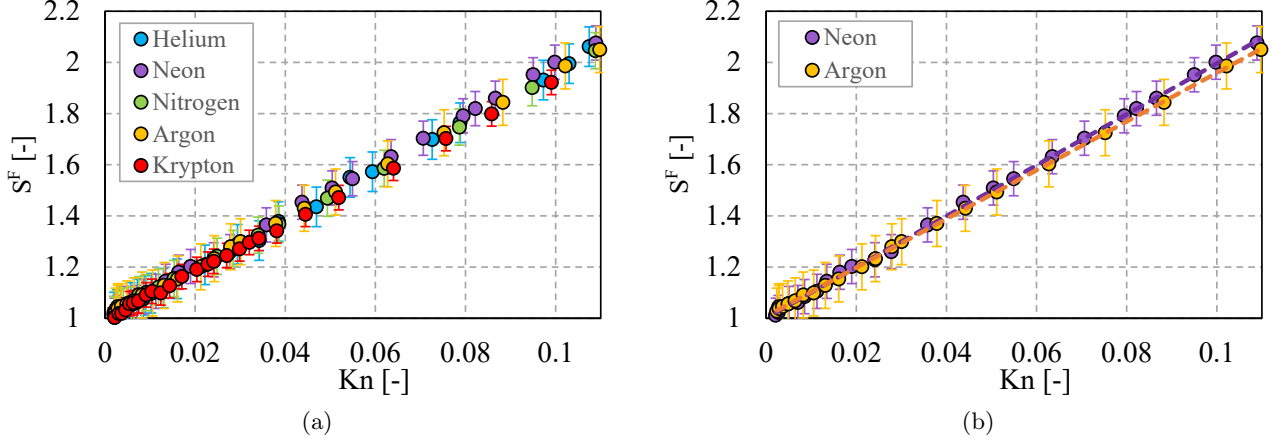 2.2
2
1.8
1.6
1.4
1.2
1
S^F [-]
Helium
Neon
Nitrogen
Argon
Krypton
0
0.02
0.04
0.06
0.08
0.1
Kn [-]
(a)
2.2
2
1.8
1.6
1.4
1.2
1
S^F [-]
Neon
Argon
0
0.02
0.04
0.06
0.08
0.1
Kn [-]
(b)